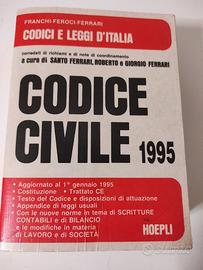 FRANCHI-FEROCI-FERRARI
CODICI E LEGGI D'ITALIA
corredati di richiami e di note di coordinamento
a cura di SANTO FERRARI, ROBERTO e GIORGIO FERRARI
CODICE
CIVILE 1995
• Aggiornato al 1° gennaio 1995
• Costituzione • Trattato CE
• Testo del Codice e disposizioni di attuazione
• Appendice di leggi usuali
• Con le nuove norme in tema di SCRITTURE
CONTABILI e di BILANCIO
e le modifiche in materia
di LAVORO e di SOCIETÀ
HOEPLI
subito